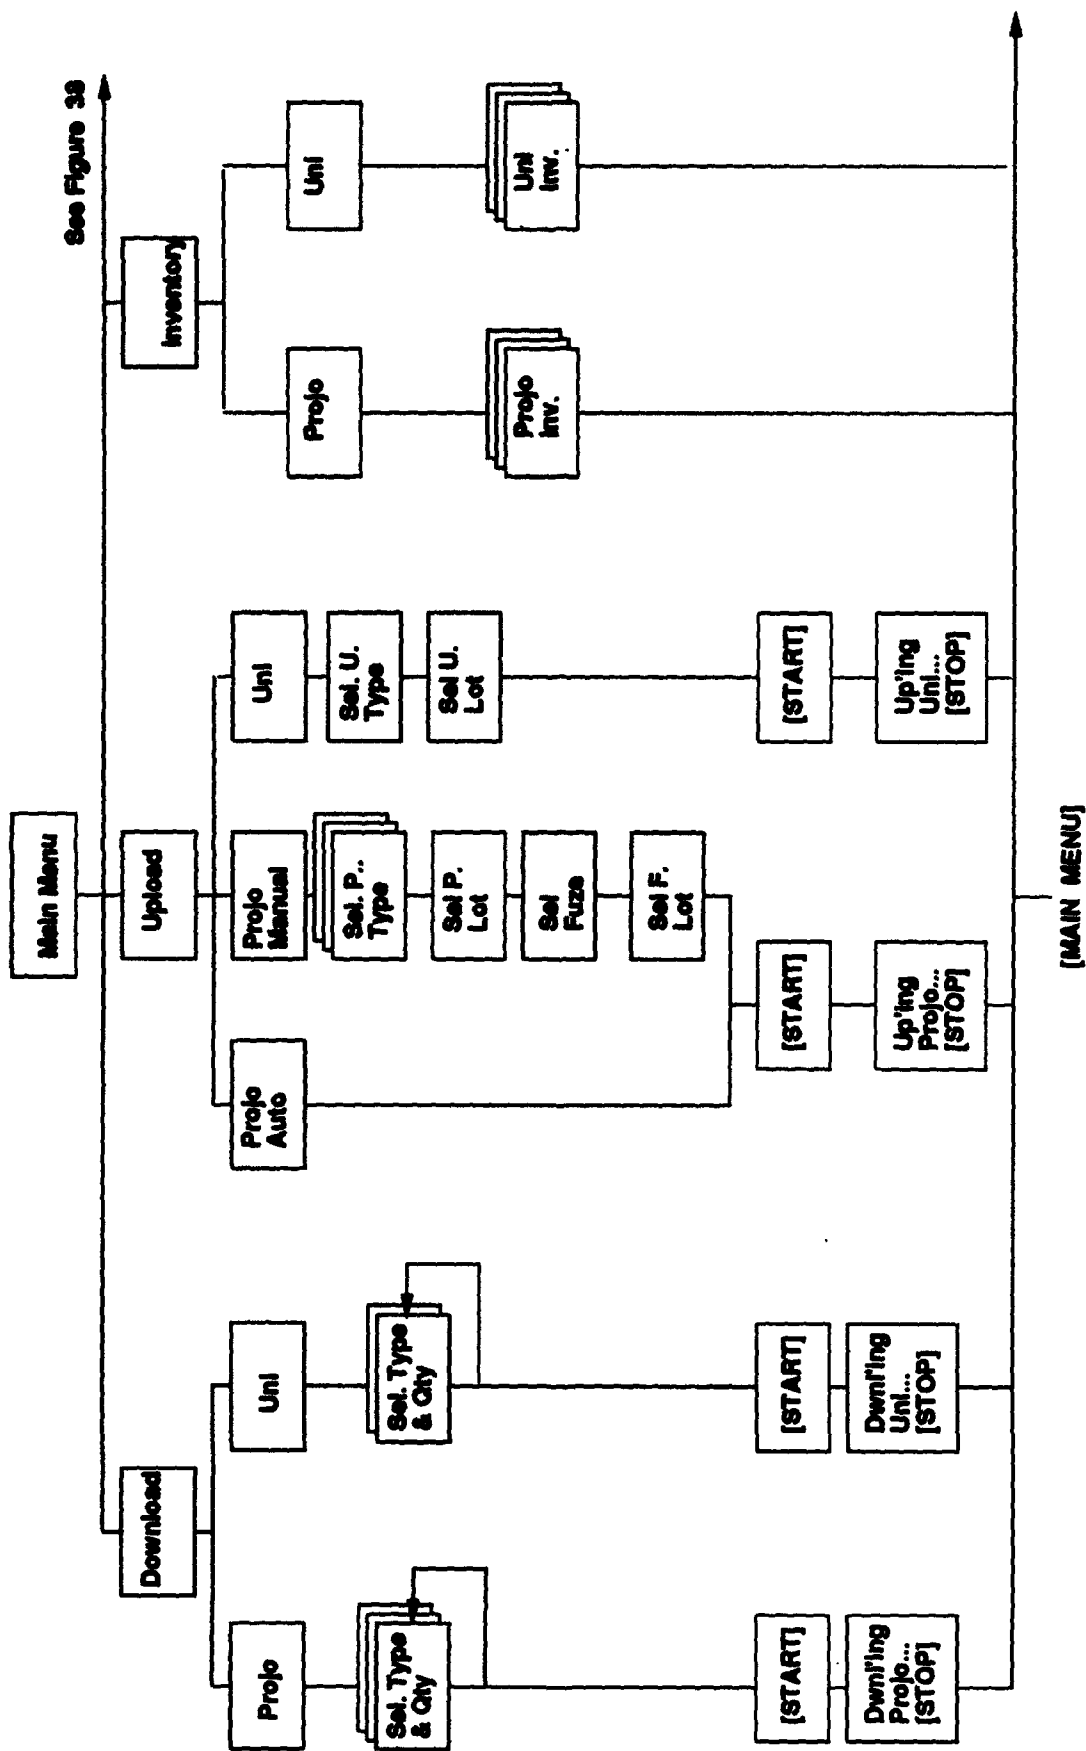 Main Menu
See Figure 38
Download
Upload
Inventory
Projo
Uni
Projo
Auto
Projo
Manual
Uni
Projo
Uni
Sel. Type
& Qty
Sel. Type
& Qty
Sel. P..
Type
Sel. U.
Type
Sel P.
Lot
Sel U.
Lot
Sel
Fuze
Sel F.
Lot
Projo
Inv.
Uni
Inv.
[START]
[START]
[START]
[START]
Dwnl'ing
Projo...
[STOP]
Dwnl'ing
Uni...
[STOP]
Up'ing
Projo...
[STOP]
Up'ing
Uni...
[STOP]
[MAIN MENU]